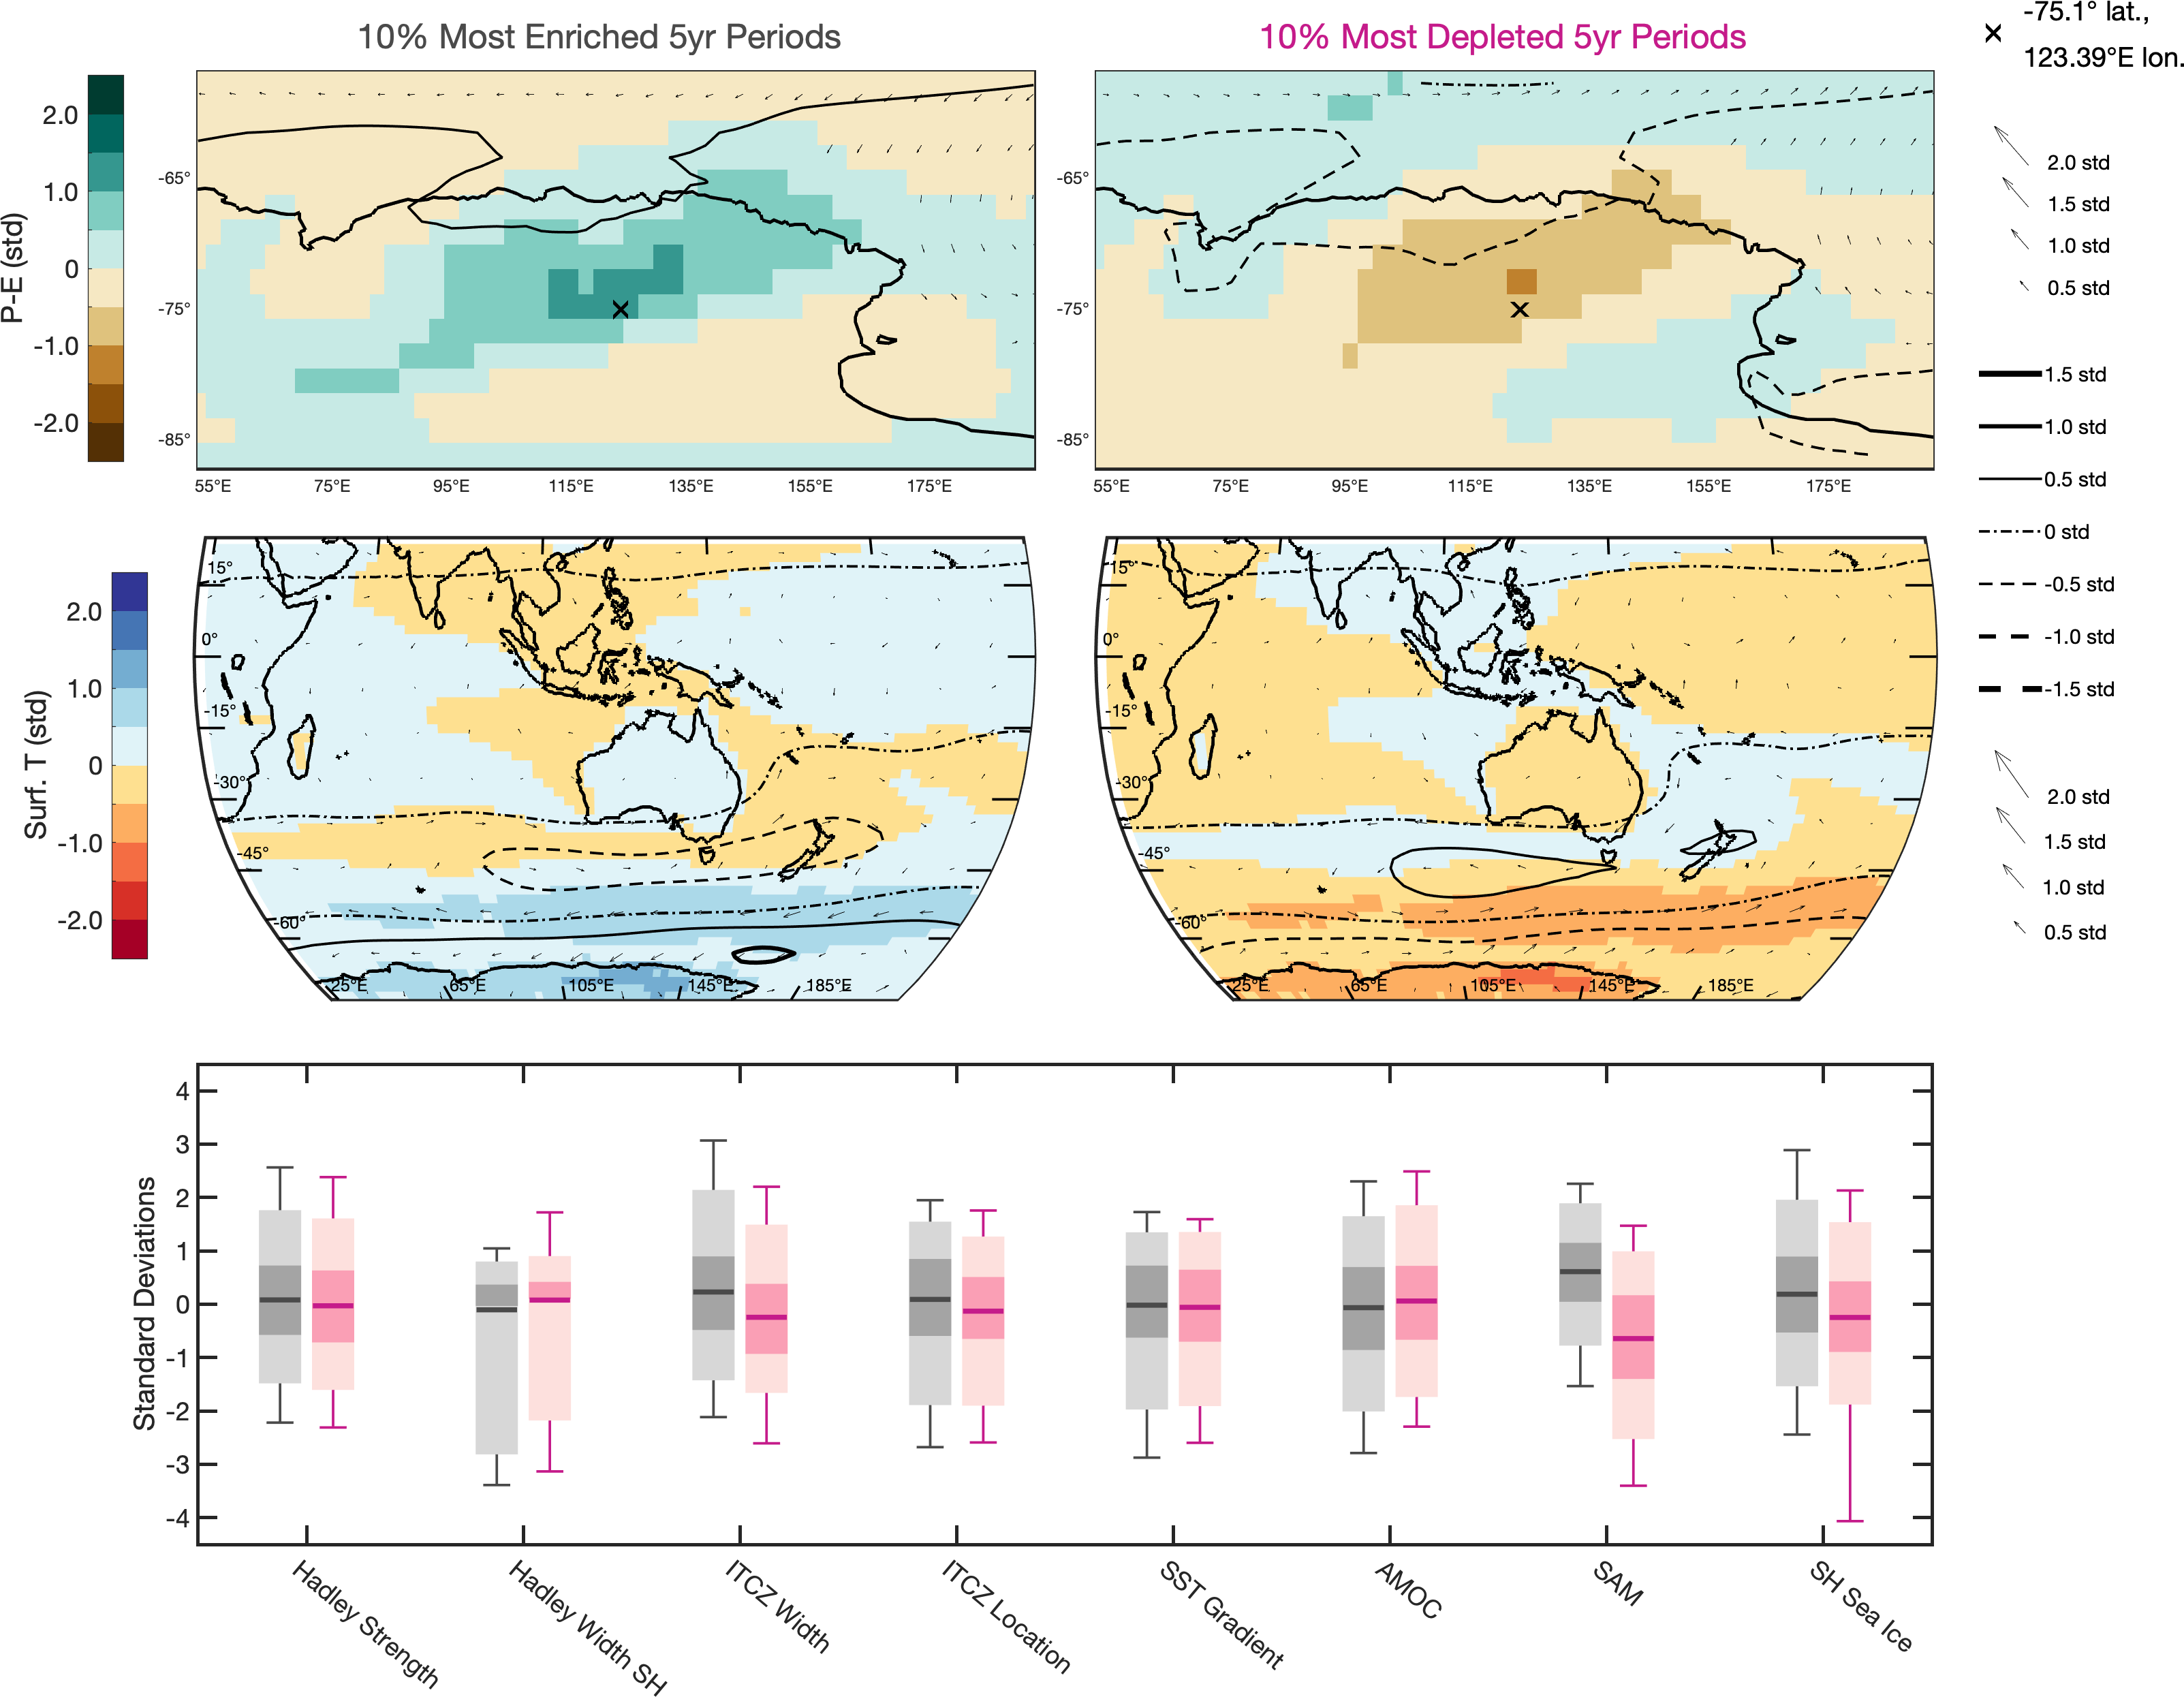 10% Most Enriched 5yr Periods
10% Most Depleted 5yr Periods
-75.1° lat.,
123.39°E lon.
P-E (std)
2.0
1.0
0
-1.0
-2.0
-65°
-75°
-85°
55°E 75°E 95°E 115°E 135°E 155°E 175°E
-65°
-75°
-85°
55°E 75°E 95°E 115°E 135°E 155°E 175°E
2.0 std
1.5 std
1.0 std
0.5 std
1.5 std
1.0 std
0.5 std
0 std
-0.5 std
-1.0 std
-1.5 std
Surf. T (std)
2.0
1.0
0
-1.0
-2.0
15°
0°
-15°
-30°
-45°
-60°
25°E 65°E 105°E 145°E 185°E
15°
0°
-15°
-30°
-45°
-60°
25°E 65°E 105°E 145°E 185°E
2.0 std
1.5 std
1.0 std
0.5 std
Standard Deviations
4
3
2
1
0
-1
-2
-3
-4
Hadley Strength
Hadley Width SH
ITCZ Width
ITCZ Location
SST Gradient
AMOC
SAM
SH Sea Ice